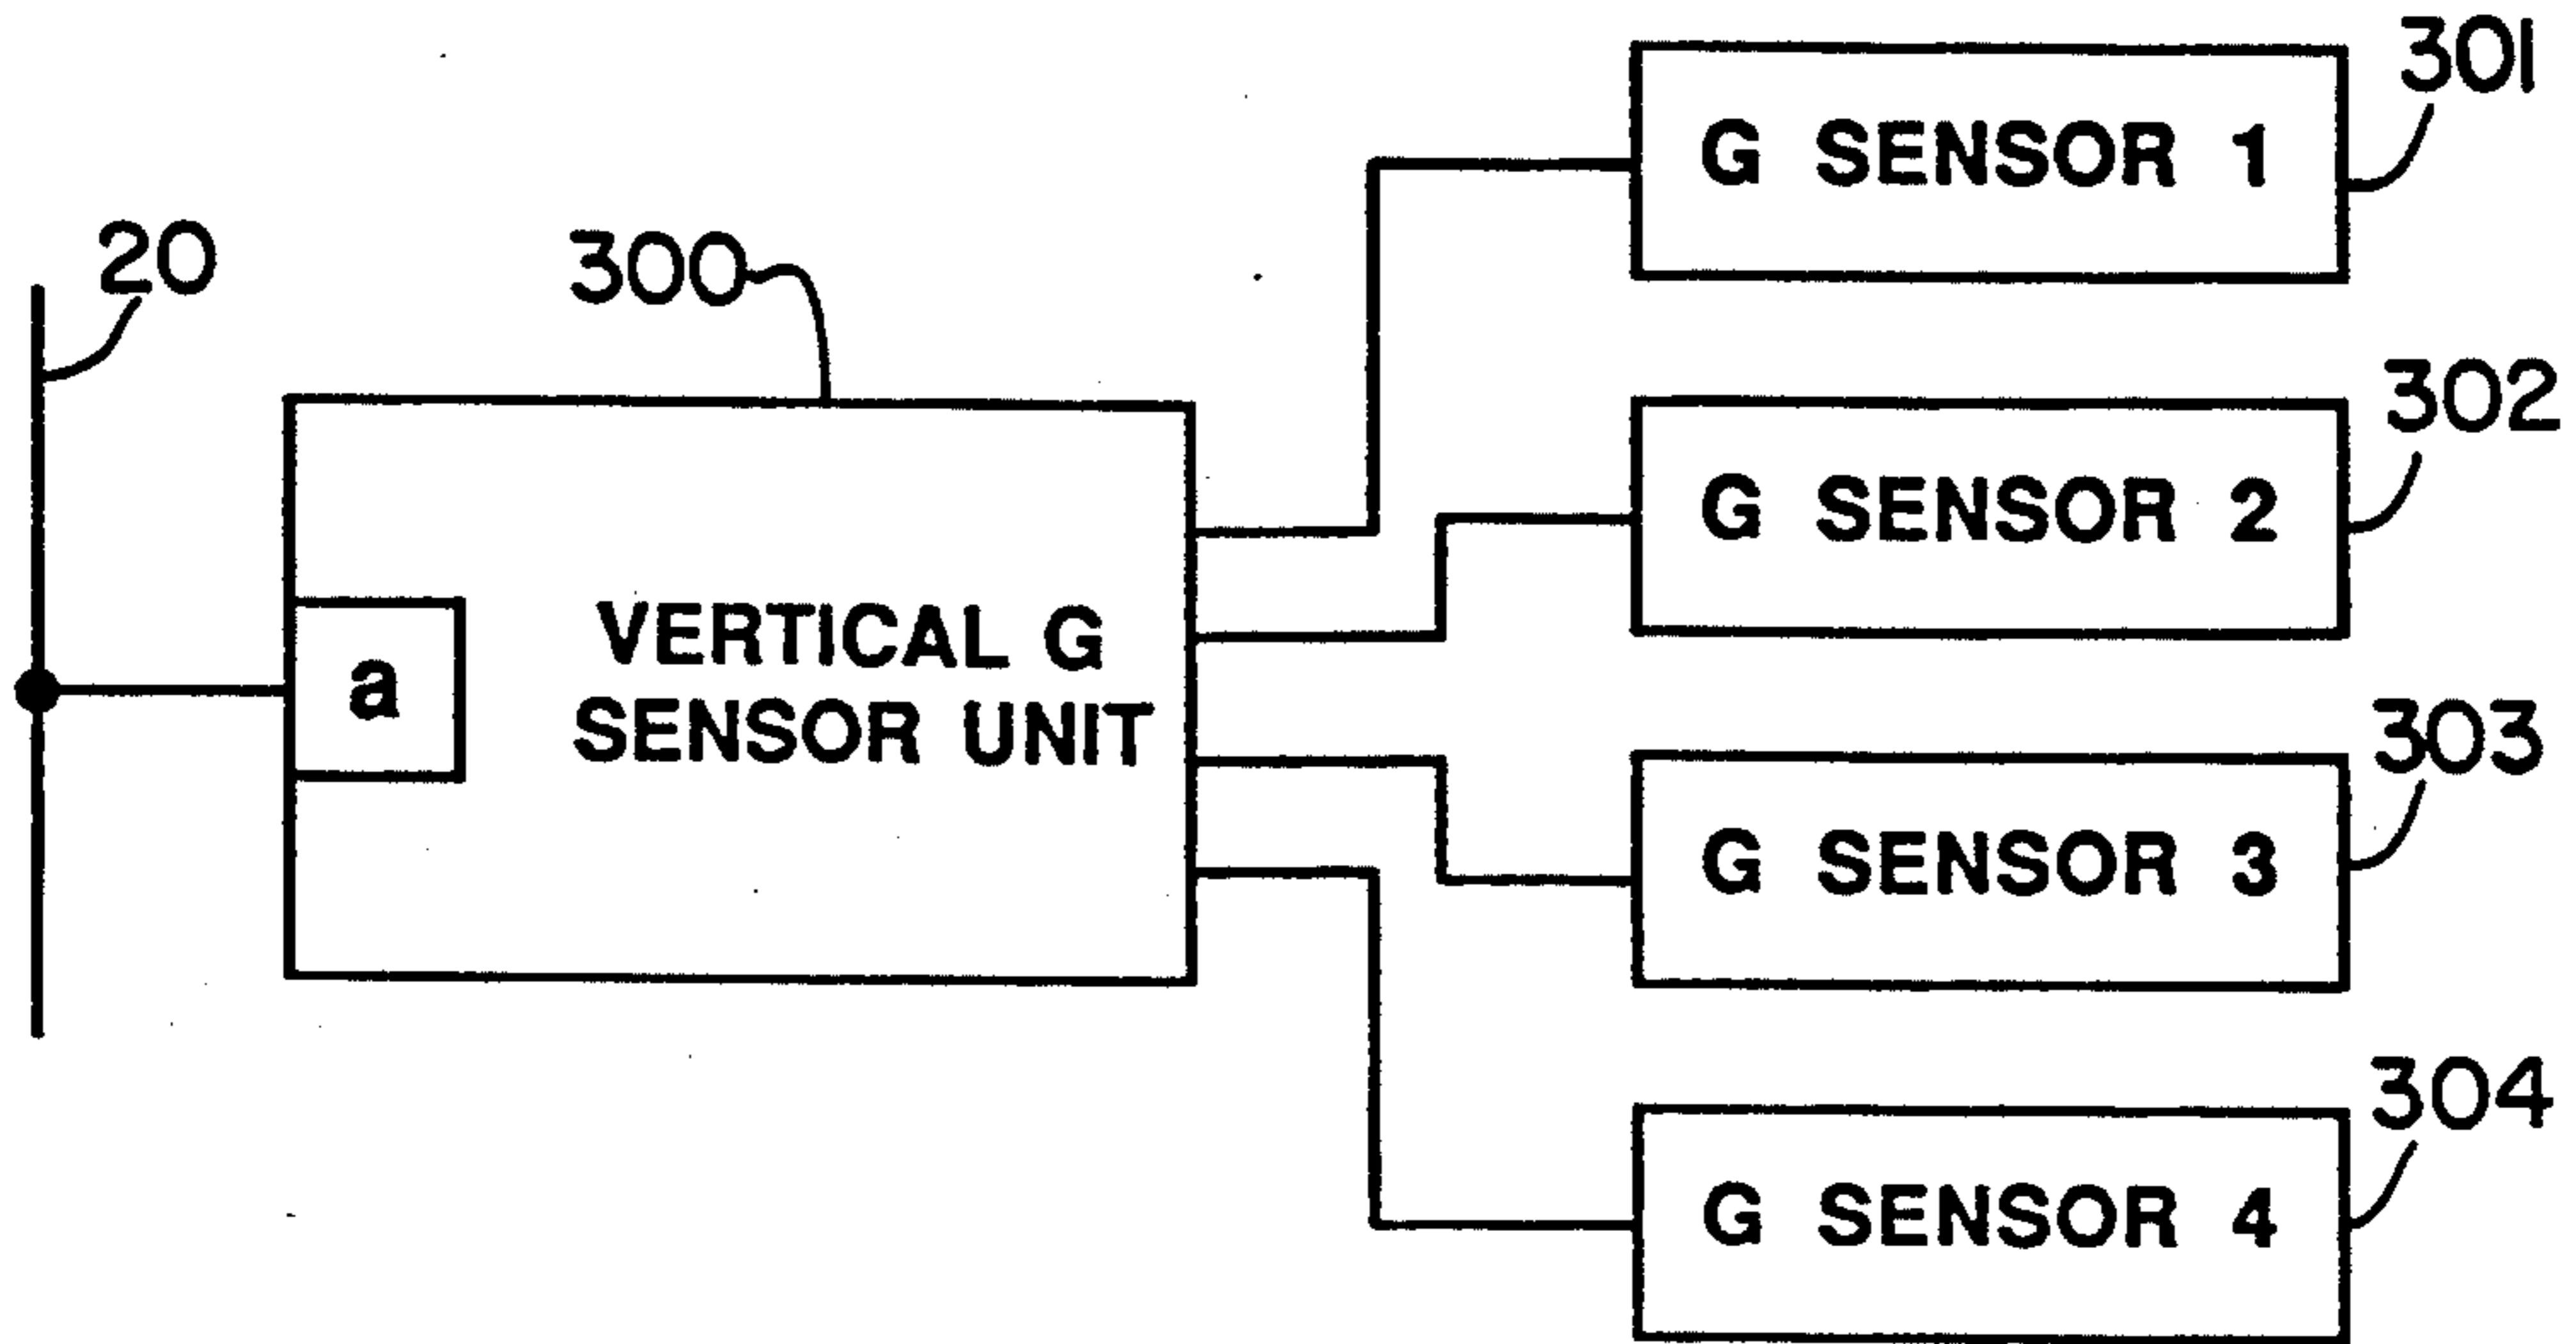 301
G SENSOR 1
20
300
302
G SENSOR 2
VERTICAL G
SENSOR UNIT
a
303
G SENSOR 3
304
G SENSOR 4